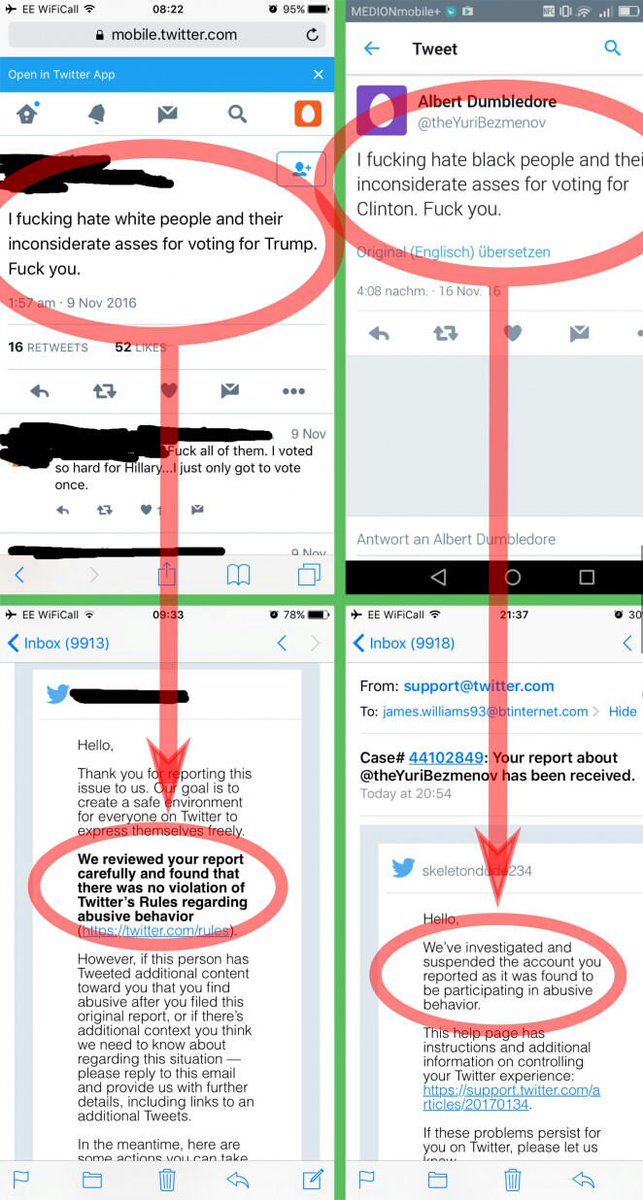 EE WiFiCall 08:22 95%
mobile.twitter.com
Open in Twitter App
I fucking hate white people and their
inconsiderate asses for voting for Trump.
Fuck you.
1:57 am · 9 Nov 2016
16 RETWEETS 52 LIKES
9 Nov
Fuck all of them. I voted
so hard for Hillary...I just only got to vote
once.
1
9 Nov
MEDIONmobile+
Tweet
Albert Dumbledore
@theYuriBezmenov
I fucking hate black people and thei
inconsiderate asses for voting for
Clinton. Fuck you.
Original (Englisch) übersetzen
4:08 nachm. · 16 Nov. 16
Antwort an Albert Dumbledore
EE WiFiCall 09:33 78%
Inbox (9913)
Hello,
Thank you for reporting this
issue to us. Our goal is to
create a safe environment
for everyone on Twitter to
express themselves freely.
We reviewed your report
carefully and found that
there was no violation of
Twitter's Rules regarding
abusive behavior
(https://twitter.com/rules).
However, if this person has
Tweeted additional content
toward you that you find
abusive after you filed this
original report, or if there's
additional context you think
we need to know about
regarding this situation —
please reply to this email
and provide us with further
details, including links to an
additional Tweets.
In the meantime, here are
some actions you can take
EE WiFiCall 21:37 30
Inbox (9918)
From: support@twitter.com
To: james.williams93@btinternet.com Hide
Case# 44102849: Your report about
@theYuriBezmenov has been received.
Today at 20:54
Hello,
We've investigated and
suspended the account you
reported as it was found to
be participating in abusive
behavior.
This help page has
instructions and additional
information on controlling
your Twitter experience:
https://support.twitter.com/a
rticles/20170134.
If these problems persist for
you on Twitter, please let us
know